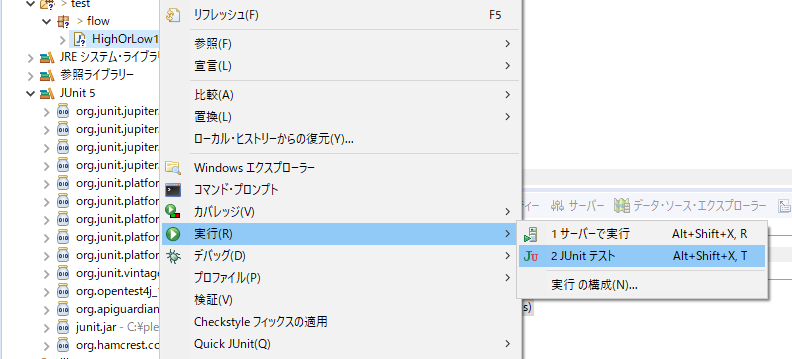 > test
リフレッシュ(F) F5
> flow
HighOrLow1
参照(F)
JRE システム・ライブラ
宣言(L)
参照ライブラリー
JUnit 5
比較(A)
org.junit.jupiter.
置換(L)
org.junit.jupiter.
ローカル・ヒストリーからの復元(Y)...
org.junit.jupiter.
org.junit.jupiter.
Windows エクスプローラー
org.junit.platfor
コマンド・プロンプト
org.junit.platfor
カバレッジ(V)
サーバー
データ・ソース・エクスプローラー
org.junit.platfor
実行(R)
1 サーバーで実行 Alt+Shift+X, R
org.junit.platfor
デバッグ(D)
2 JUnit テスト Alt+Shift+X, T
org.junit.platfor
プロファイル(P)
実行 の構成(N)...
org.junit.vintag
検証(V)
org.opentest4j_
org.apiguardian
Checkstyle フィックスの適用
junit.jar - C:¥ple
Quick JUnit(Q)
org.hamcrest.co